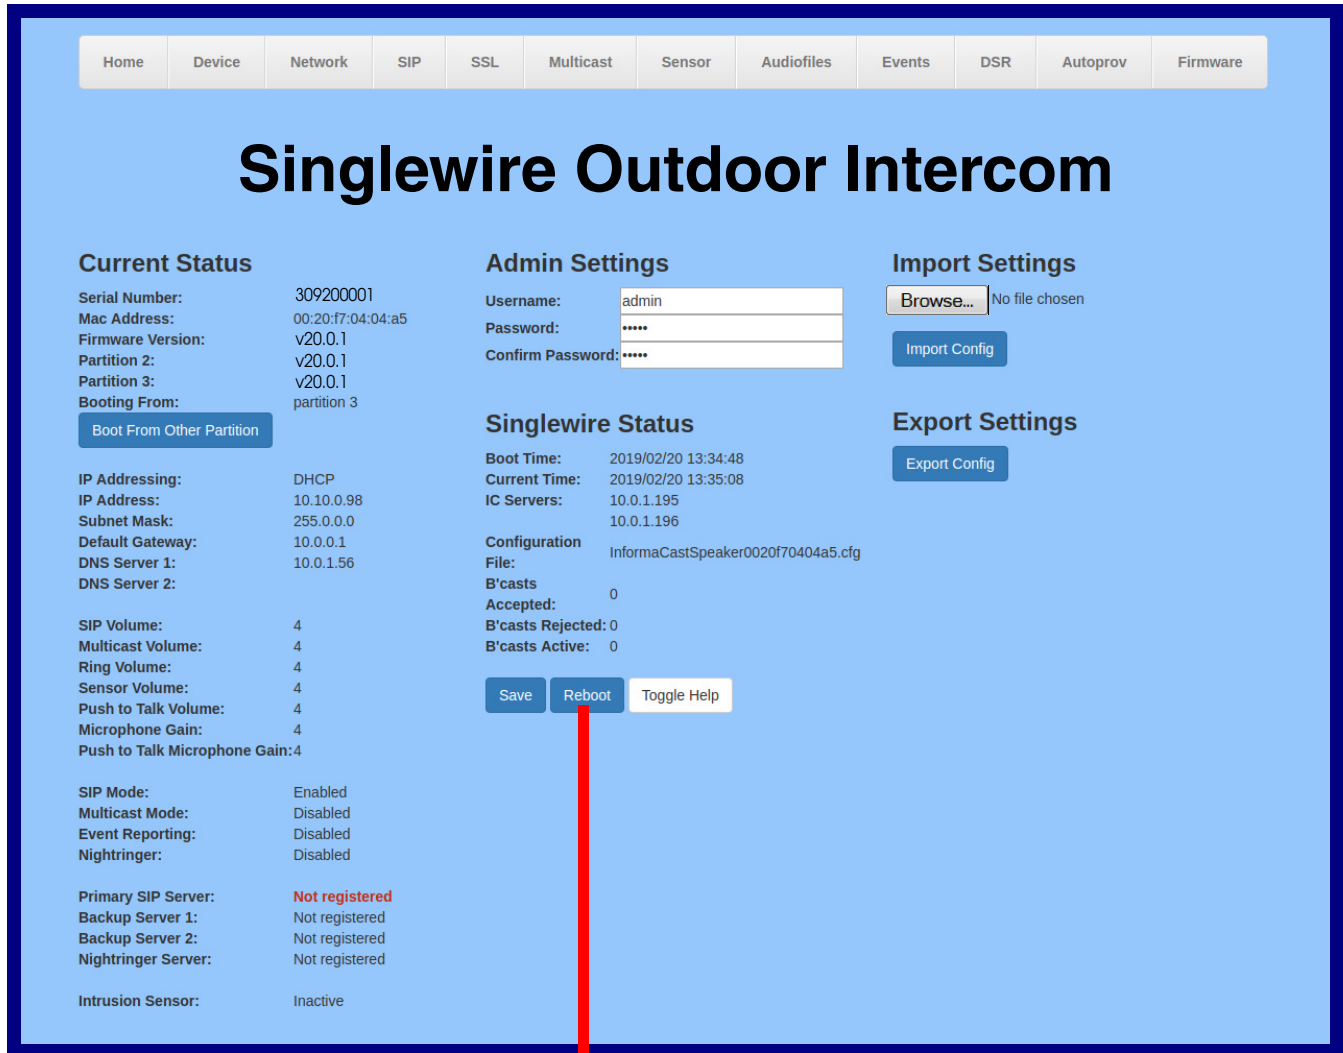 Home Device Network SIP SSL Multicast Sensor Audiofiles Events DSR Autoprov Firmware
Singlewire Outdoor Intercom
Current Status
Serial Number: 309200001
Mac Address: 00:20:f7:04:04:a5
Firmware Version: v20.0.1
Partition 2: v20.0.1
Partition 3: v20.0.1
Booting From: partition 3
Boot From Other Partition
IP Addressing: DHCP
IP Address: 10.10.0.98
Subnet Mask: 255.0.0.0
Default Gateway: 10.0.0.1
DNS Server 1: 10.0.1.56
DNS Server 2:
SIP Volume: 4
Multicast Volume: 4
Ring Volume: 4
Sensor Volume: 4
Push to Talk Volume: 4
Microphone Gain: 4
Push to Talk Microphone Gain: 4
SIP Mode: Enabled
Multicast Mode: Disabled
Event Reporting: Disabled
Nightringer: Disabled
Primary SIP Server: Not registered
Backup Server 1: Not registered
Backup Server 2: Not registered
Nightringer Server: Not registered
Intrusion Sensor: Inactive
Admin Settings
Username: admin
Password: •••••
Confirm Password: •••••
Singlewire Status
Boot Time: 2019/02/20 13:34:48
Current Time: 2019/02/20 13:35:08
IC Servers: 10.0.1.195
10.0.1.196
Configuration
File: InformaCastSpeaker0020f70404a5.cfg
B'casts
Accepted: 0
B'casts Rejected: 0
B'casts Active: 0
Save Reboot Toggle Help
Import Settings
Browse... No file chosen
Import Config
Export Settings
Export Config